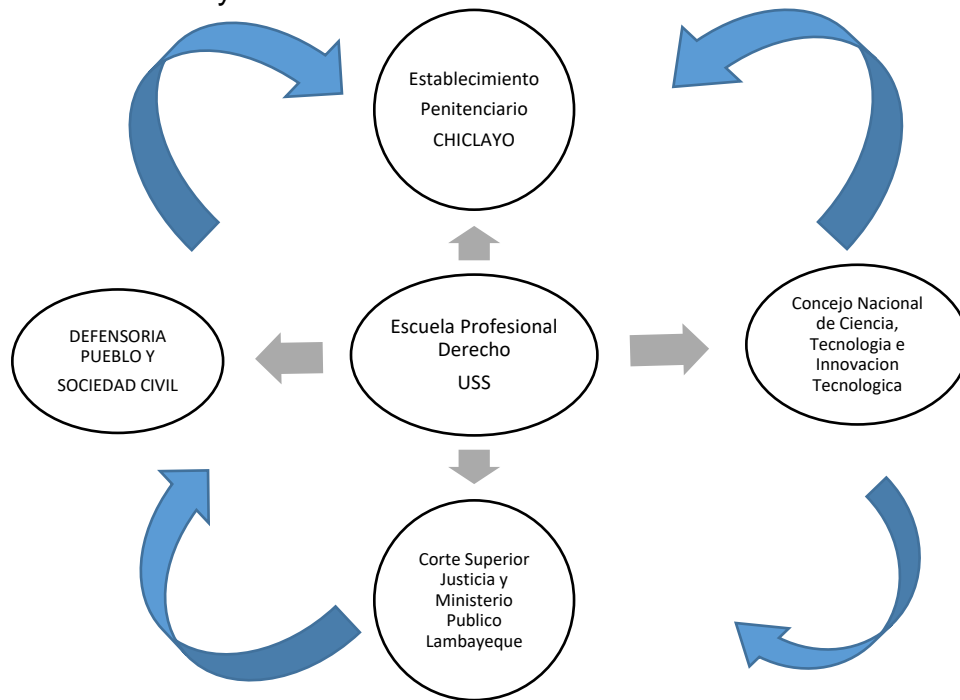 Establecimiento
Penitenciario
CHICLAYO
Escuela Profesional
Derecho
USS
DEFENSORIA
PUEBLO Y
SOCIEDAD CIVIL
Concejo Nacional
de Ciencia,
Tecnologia e
Innovacion
Tecnologica
Corte Superior
Justicia y
Ministerio
Publico
Lambayeque